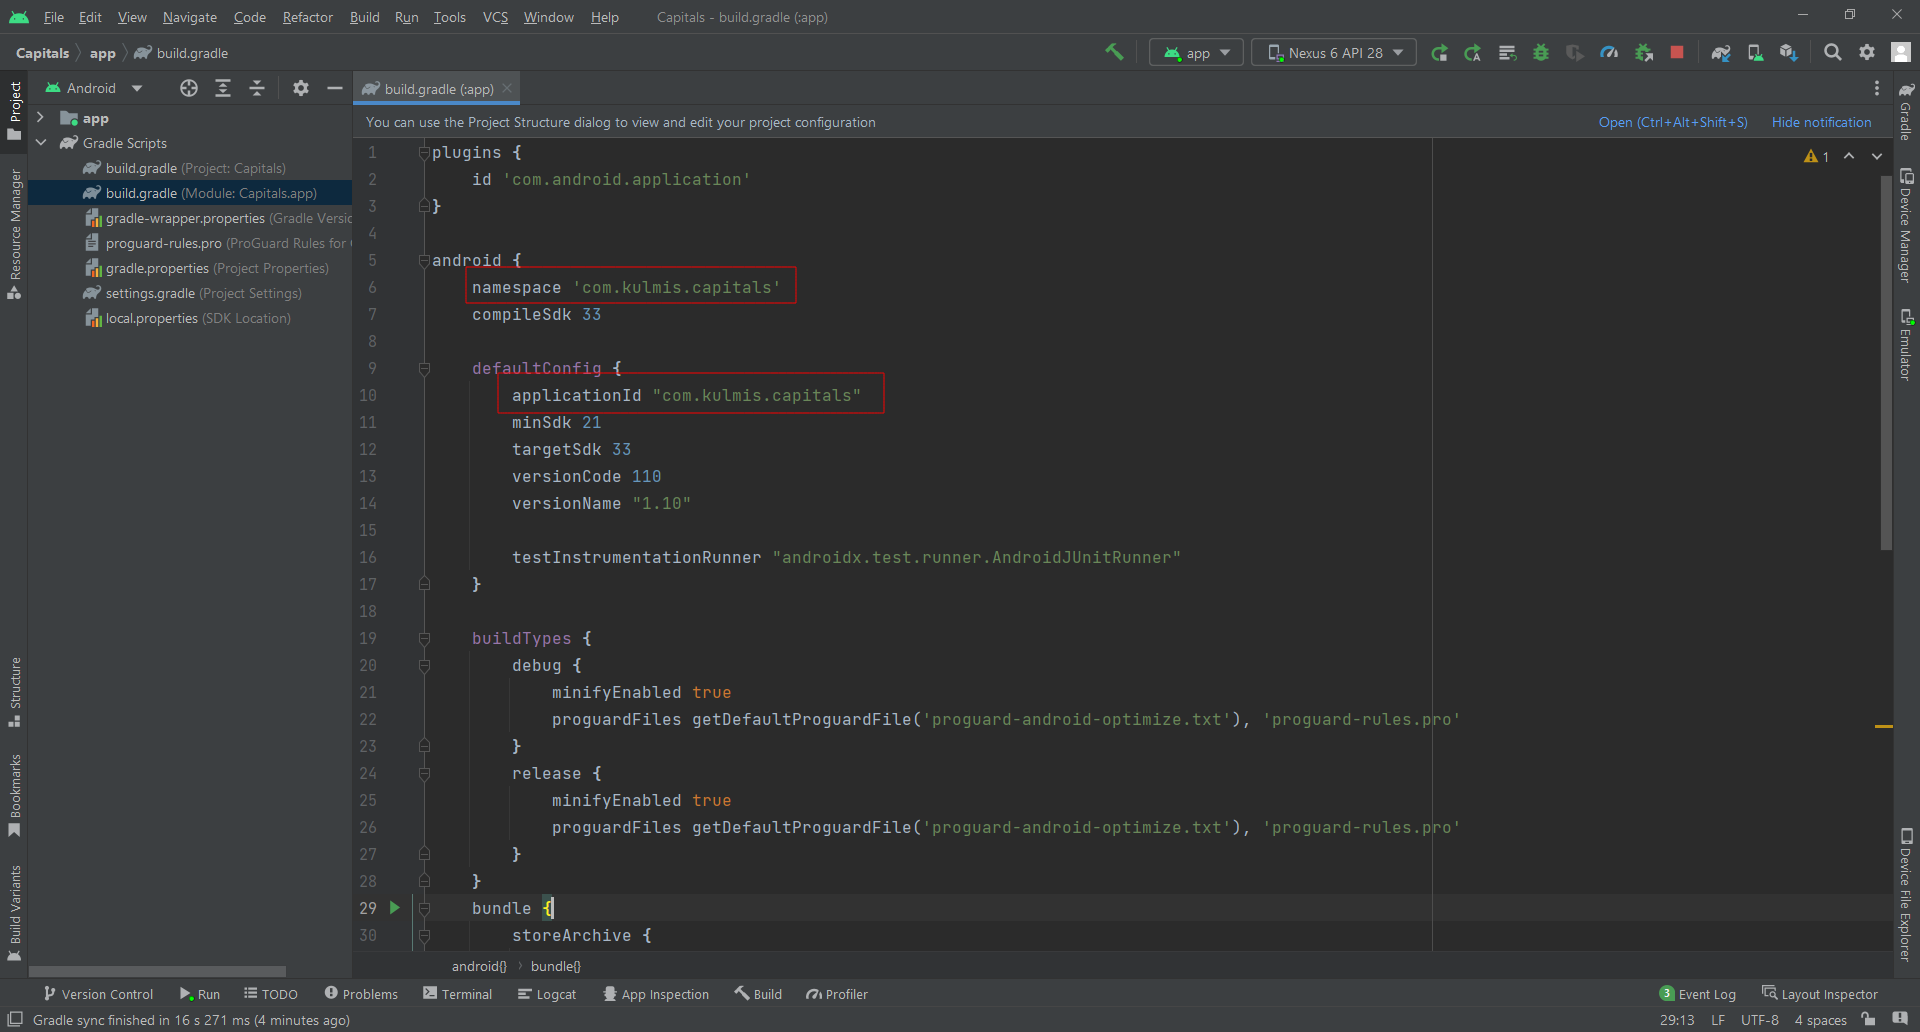 File Edit View Navigate Code Refactor Build Run Tools VCS Window Help Capitals - build.gradle (:app)
Capitals app build.gradle
app Nexus 6 API 28
Android
build.gradle (:app)
Project
Resource Manager
Structure
Bookmarks
Build Variants
app
Gradle Scripts
build.gradle (Project: Capitals)
build.gradle (Module: Capitals.app)
gradle-wrapper.properties (Gradle Versic
proguard-rules.pro (ProGuard Rules for
gradle.properties (Project Properties)
settings.gradle (Project Settings)
local.properties (SDK Location)
You can use the Project Structure dialog to view and edit your project configuration Open (Ctrl+Alt+Shift+S) Hide notification
1
1 plugins {
2 id 'com.android.application'
3 }
4
5 android {
6 namespace 'com.kulmis.capitals'
7 compileSdk 33
8
9 defaultConfig {
10 applicationId "com.kulmis.capitals"
11 minSdk 21
12 targetSdk 33
13 versionCode 110
14 versionName "1.10"
15
16 testInstrumentationRunner "androidx.test.runner.AndroidJUnitRunner"
17 }
18
19 buildTypes {
20 debug {
21 minifyEnabled true
22 proguardFiles getDefaultProguardFile('proguard-android-optimize.txt'), 'proguard-rules.pro'
23 }
24 release {
25 minifyEnabled true
26 proguardFiles getDefaultProguardFile('proguard-android-optimize.txt'), 'proguard-rules.pro'
27 }
28 }
29 bundle {
30 storeArchive {
android{} bundle{}
Gradle
Device Manager
Emulator
Device File Explorer
Version Control Run TODO Problems Terminal Logcat App Inspection Build Profiler 3 Event Log Layout Inspector
Gradle sync finished in 16 s 271 ms (4 minutes ago) 29:13 LF UTF-8 4 spaces